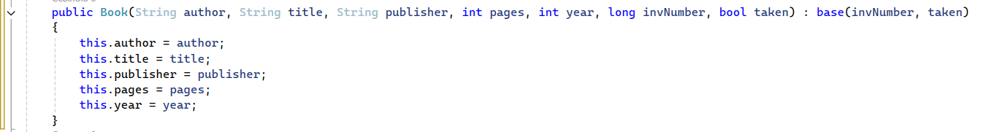 public Book(String author, String title, String publisher, int pages, int year, long invNumber, bool taken) : base(invNumber, taken)
{
this.author = author;
this.title = title;
this.publisher = publisher;
this.pages = pages;
this.year = year;
}